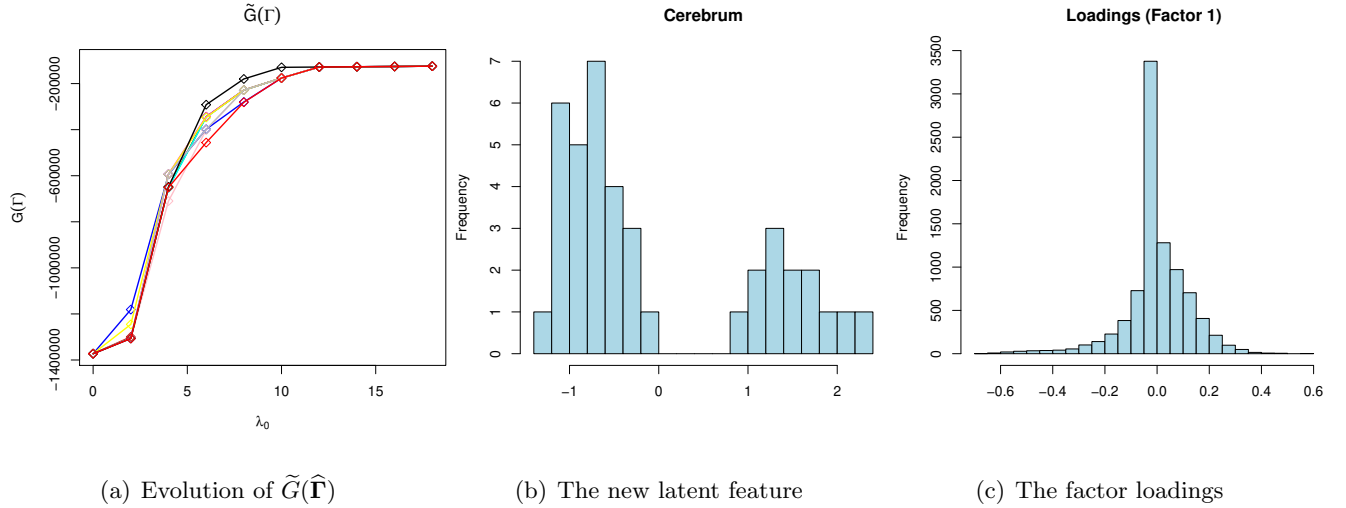 G̃(Γ)
G(Γ)
−1400000 −1000000 −600000 −200000
0 5 10 15
λ₀
Cerebrum
Frequency
0 1 2 3 4 5 6 7
−1 0 1 2
Loadings (Factor 1)
Frequency
0 500 1000 1500 2000 2500 3000 3500
−0.6 −0.4 −0.2 0.0 0.2 0.4 0.6
(a) Evolution of G̃(Γ̂)
(b) The new latent feature
(c) The factor loadings